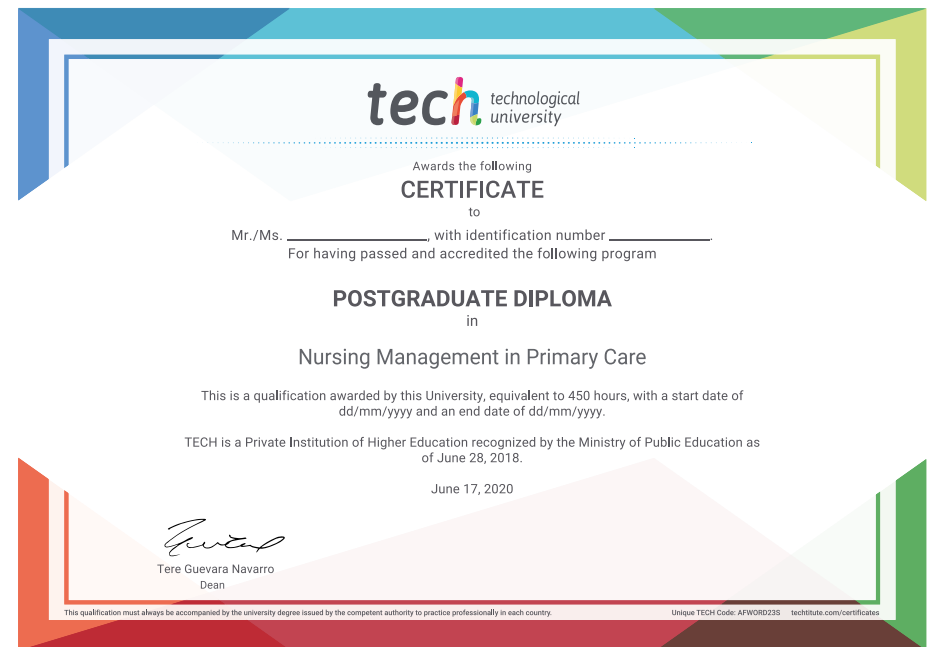 tech technological
university
Awards the following
CERTIFICATE
to
Mr./Ms. ____________, with identification number ____________.
For having passed and accredited the following program
POSTGRADUATE DIPLOMA
in
Nursing Management in Primary Care
This is a qualification awarded by this University, equivalent to 450 hours, with a start date of
dd/mm/yyyy and an end date of dd/mm/yyyy.
TECH is a Private Institution of Higher Education recognized by the Ministry of Public Education as
of June 28, 2018.
June 17, 2020
Tere Guevara Navarro
Dean
This qualification must always be accompanied by the university degree issued by the competent authority to practice professionally in each country. Unique TECH Code: AFWORD23S techtitute.com/certificates